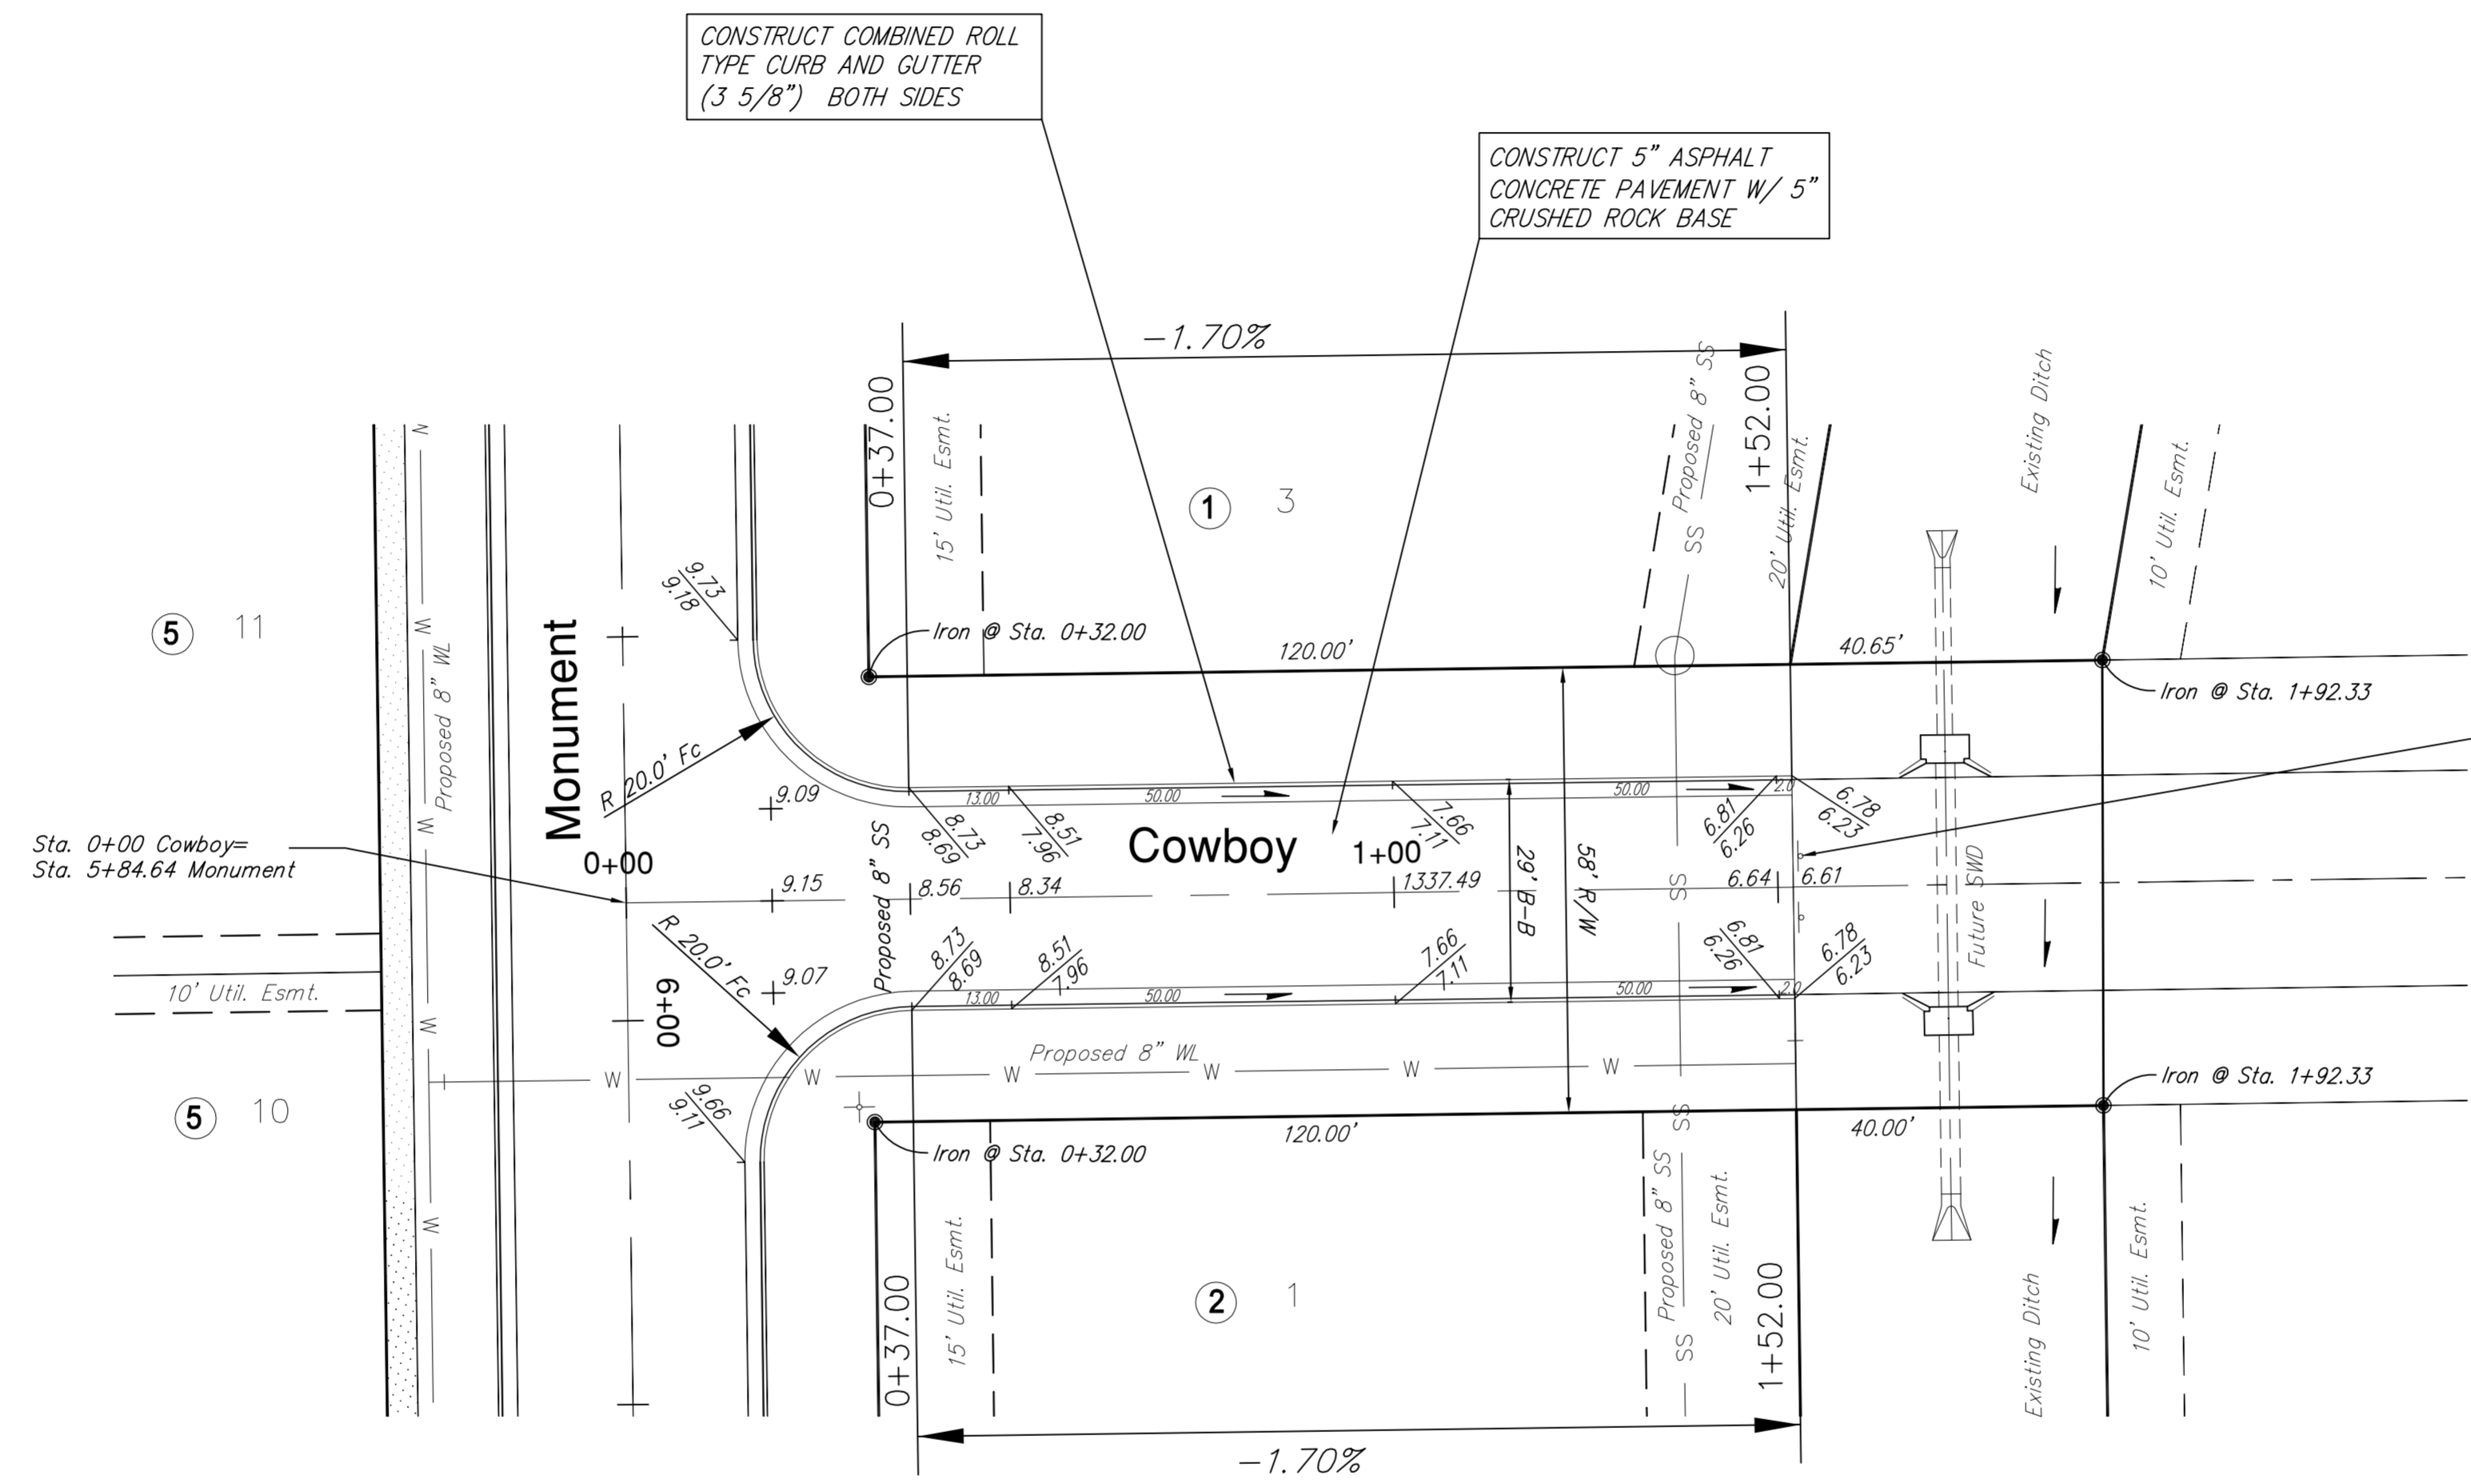 CONSTRUCT COMBINED ROLL
TYPE CURB AND GUTTER
(3 5/8") BOTH SIDES
CONSTRUCT 5" ASPHALT
CONCRETE PAVEMENT W/ 5"
CRUSHED ROCK BASE
-1.70%
0+37.00
15' Util. Esmt.
1 3
SS Proposed 8" SS
1+52.00
20' Util. Esmt.
Existing Ditch
10' Util. Esmt.
5 11
W
W
W
W
W
W
Proposed 8" WL
Monument
9.73
9.18
Iron @ Sta. 0+32.00
120.00'
40.65'
Iron @ Sta. 1+92.33
R 20.0' Fc
9.09
13.00
50.00
50.00
2.0
8.73
8.69
8.51
7.96
7.66
7.11
6.81
6.26
6.78
6.23
Sta. 0+00 Cowboy=
Sta. 5+84.64 Monument
0+00
Proposed 8" SS
Cowboy
1+00
29' B-B
58' R/W
9.15
8.56
8.34
1337.49
SS
6.64
6.61
Future SWD
R 20.0' Fc
6+00
9.07
8.73
8.69
8.51
7.96
7.66
7.11
6.81
6.26
6.78
6.23
13.00
50.00
50.00
2.0
10' Util. Esmt.
Proposed 8" WL
W
W
W
W
W
W
5 10
9.66
9.11
Iron @ Sta. 0+32.00
120.00'
SS
40.00'
Iron @ Sta. 1+92.33
0+37.00
15' Util. Esmt.
2 1
SS Proposed 8" SS
20' Util. Esmt.
1+52.00
Existing Ditch
10' Util. Esmt.
-1.70%